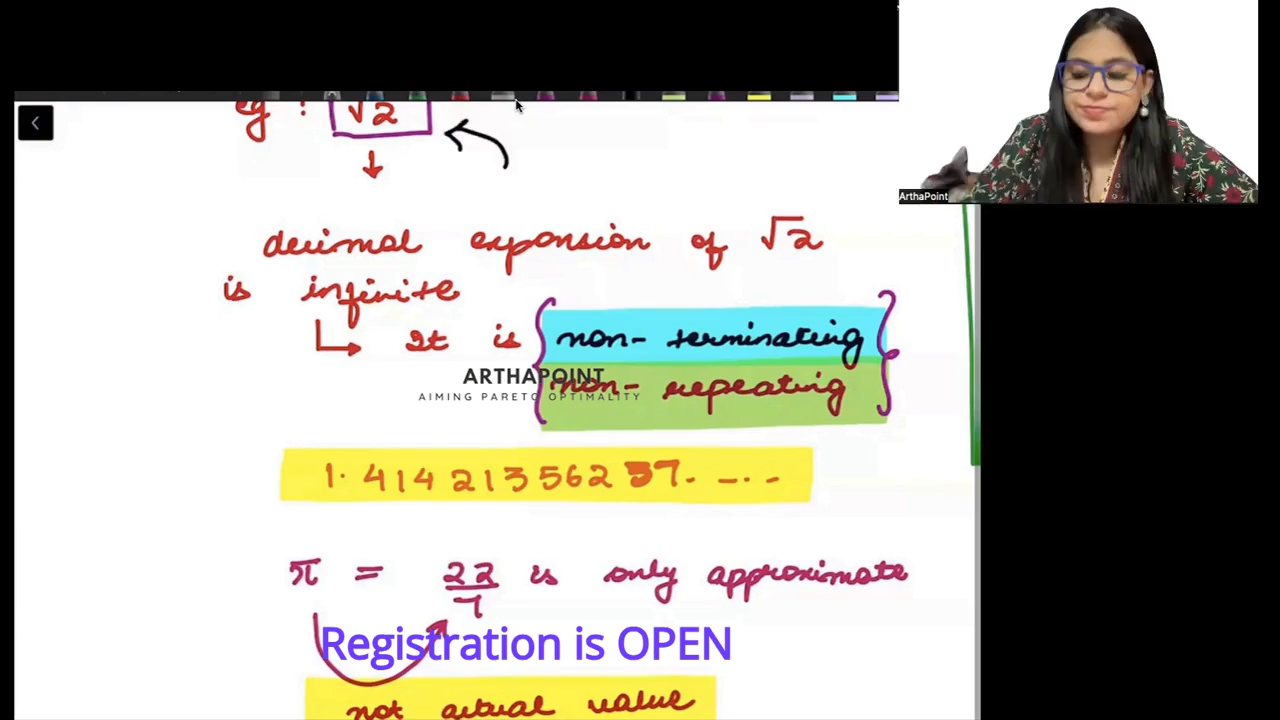 eg : √2
ArthaPoint
decimal expansion of √2
is infinite
It is non-terminating
non-repeating
ARTHAPOINT
AIMING PARETO OPTIMALITY
1.41421356237.....
π = 22/7 is only approximate
Registration is OPEN
not actual value